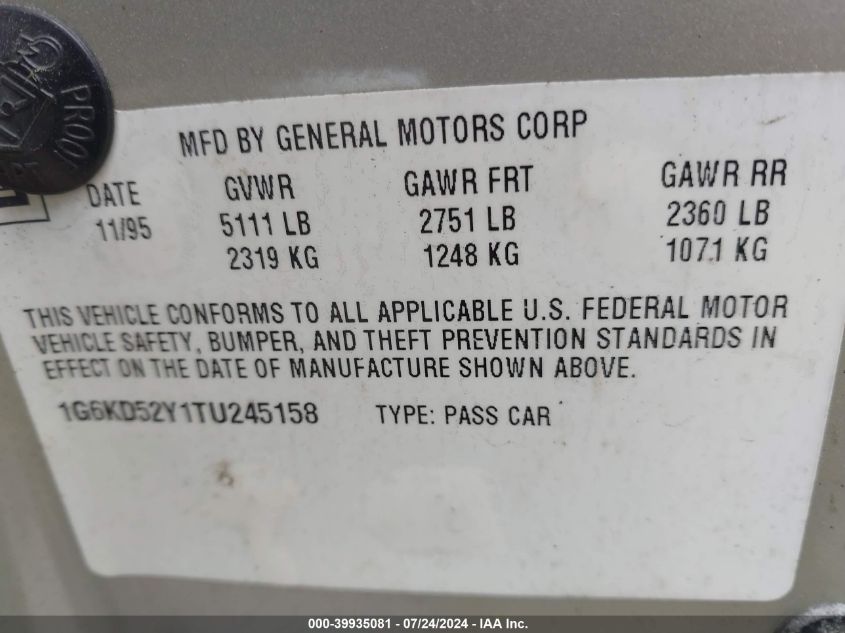 PROO
MFD BY GENERAL MOTORS CORP
DATE GVWR GAWR FRT GAWR RR
11/95 5111 LB 2751 LB 2360 LB
2319 KG 1248 KG 1071 KG
THIS VEHICLE CONFORMS TO ALL APPLICABLE U.S. FEDERAL MOTOR
VEHICLE SAFETY, BUMPER, AND THEFT PREVENTION STANDARDS IN
EFFECT ON THE DATE OF MANUFACTURE SHOWN ABOVE.
1G6KD52Y1TU245158 TYPE: PASS CAR
000-39935081 - 07/24/2024 - IAA Inc.